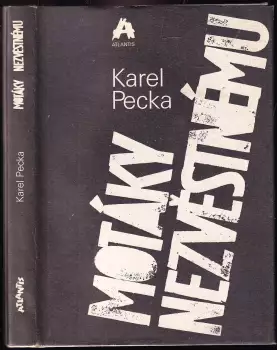 ATLANTIS
Karel
Pecka
MOTÁKY
NEZVĚSTNÉMU
MOTÁKY NEZVĚSTNÉMU
Karel Pecka
ATLANTIS